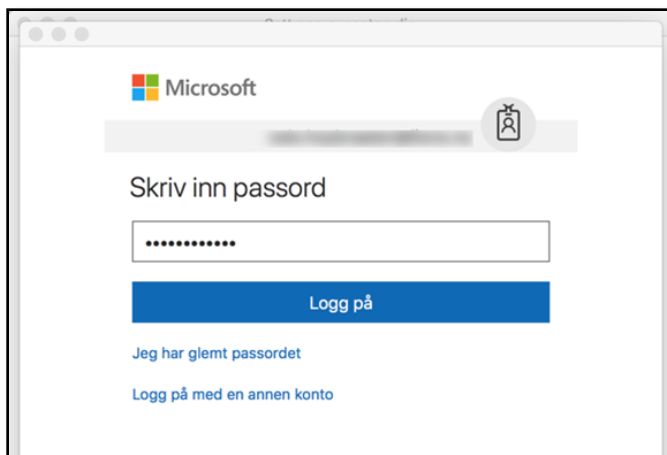 Microsoft
Skriv inn passord
••••••••••••
Logg på
Jeg har glemt passordet
Logg på med en annen konto